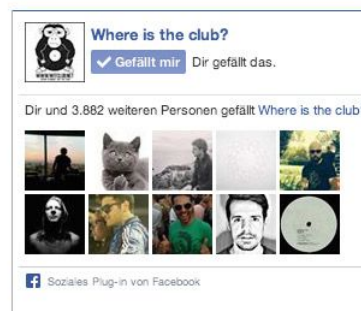 Where is the club?
Gefällt mir Dir gefällt das.
Dir und 3.882 weiteren Personen gefällt Where is the club
Soziales Plug-in von Facebook